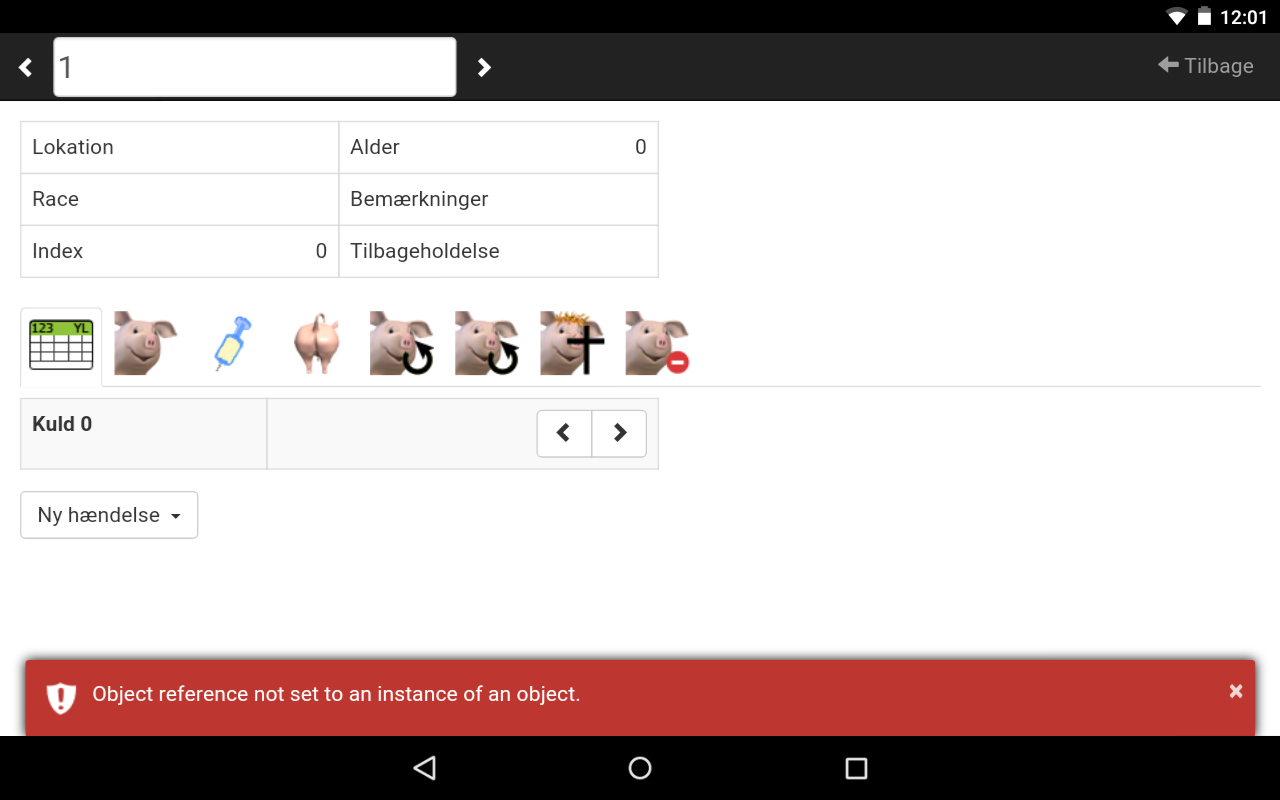 12:01
1
Tilbage
Lokation
Alder 0
Race
Bemærkninger
Index 0
Tilbageholdelse
123 YL
Kuld 0
Ny hændelse
Object reference not set to an instance of an object.